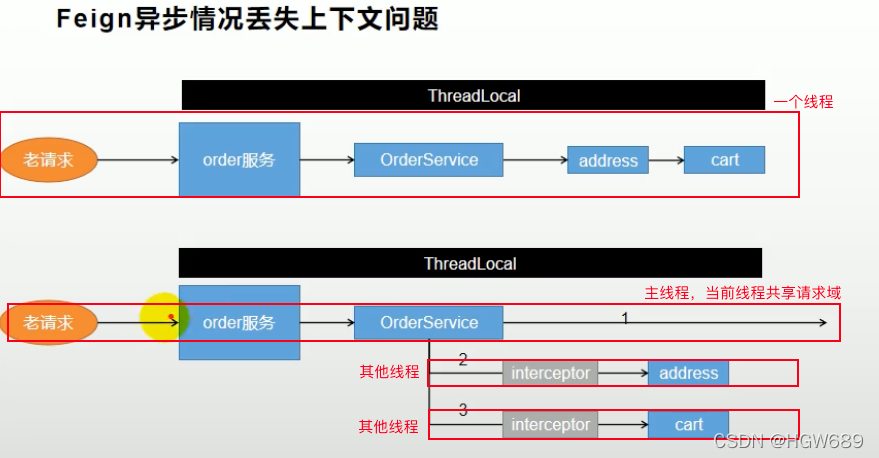 Feign异步情况丢失上下文问题
ThreadLocal
一个线程
老请求
order服务
OrderService
address
cart
ThreadLocal
主线程，当前线程共享请求域
老请求
order服务
OrderService
1
其他线程
2
interceptor
address
其他线程
3
interceptor
cart
CSDN @HGW689